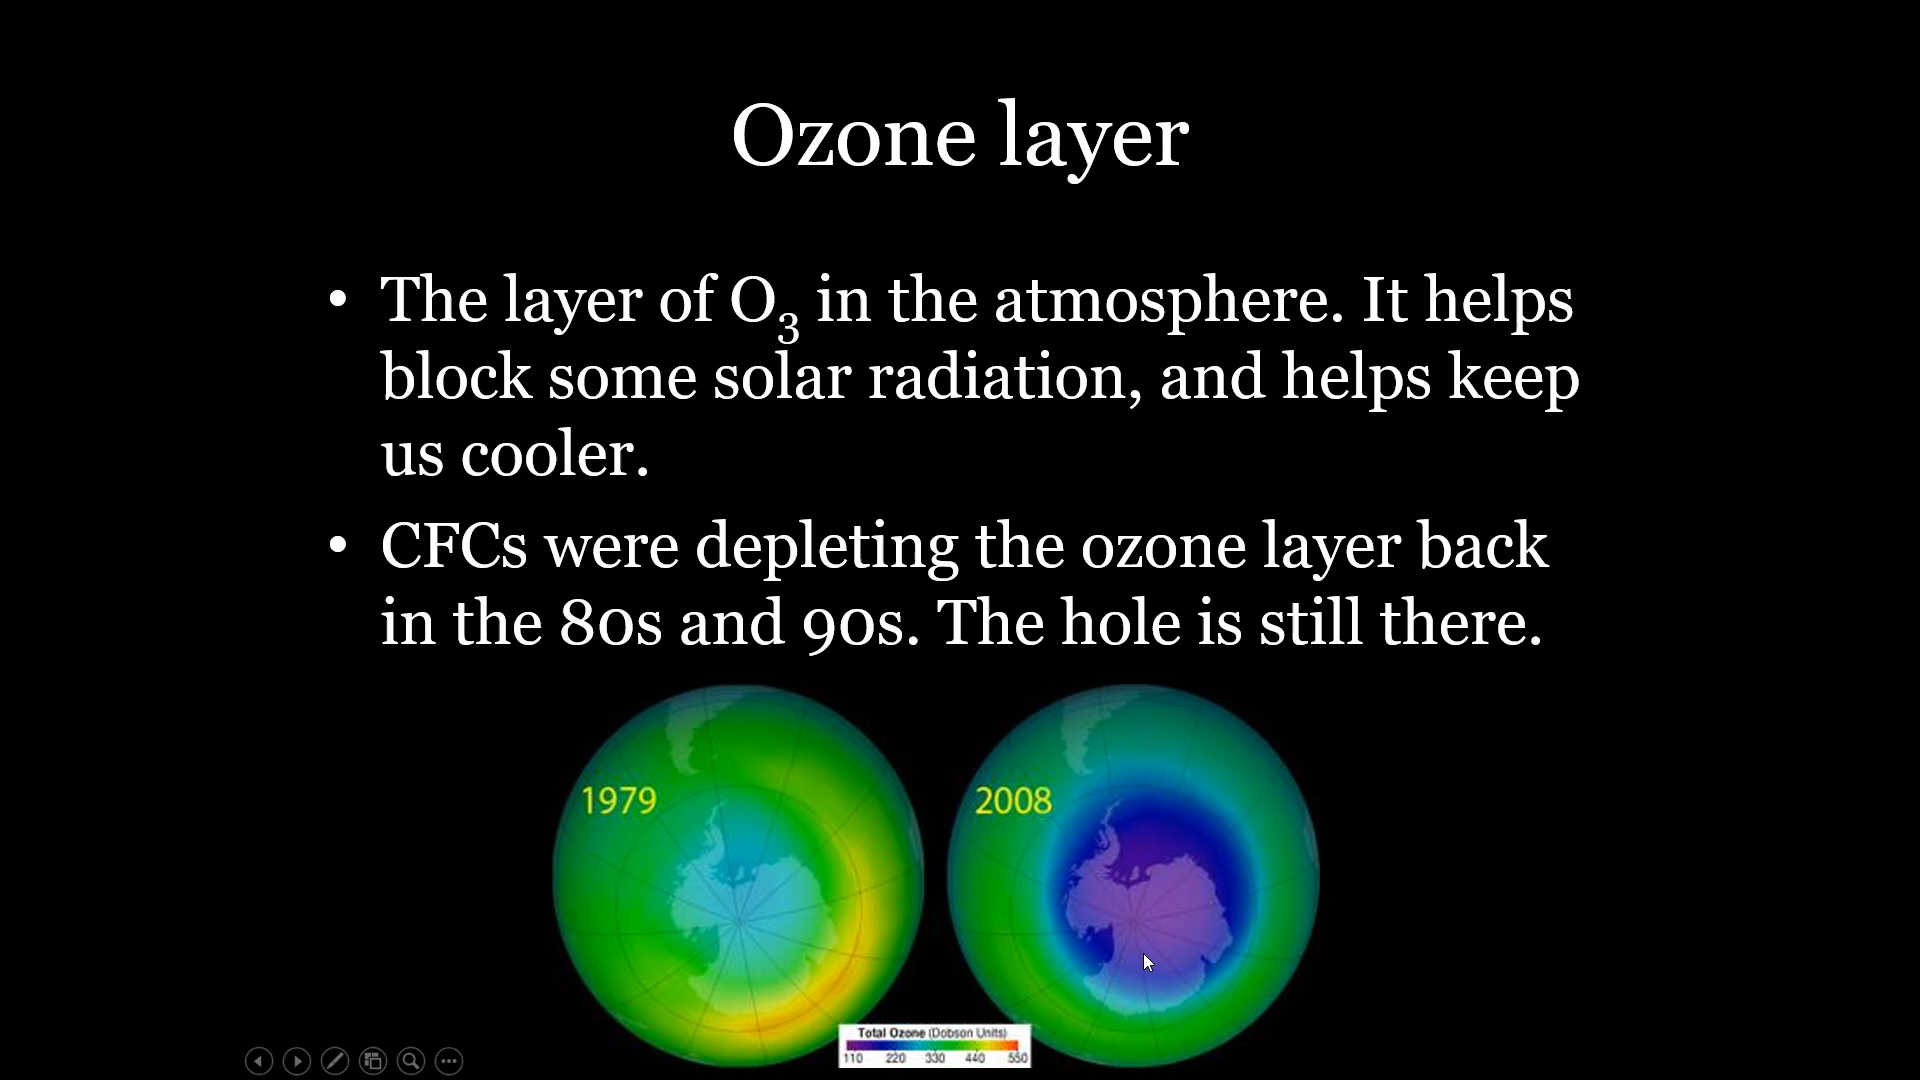 Ozone layer
• The layer of O₃ in the atmosphere. It helps
block some solar radiation, and helps keep
us cooler.
• CFCs were depleting the ozone layer back
in the 80s and 90s. The hole is still there.
1979
2008
Total Ozone (Dobson Units)
110 220 330 440 550